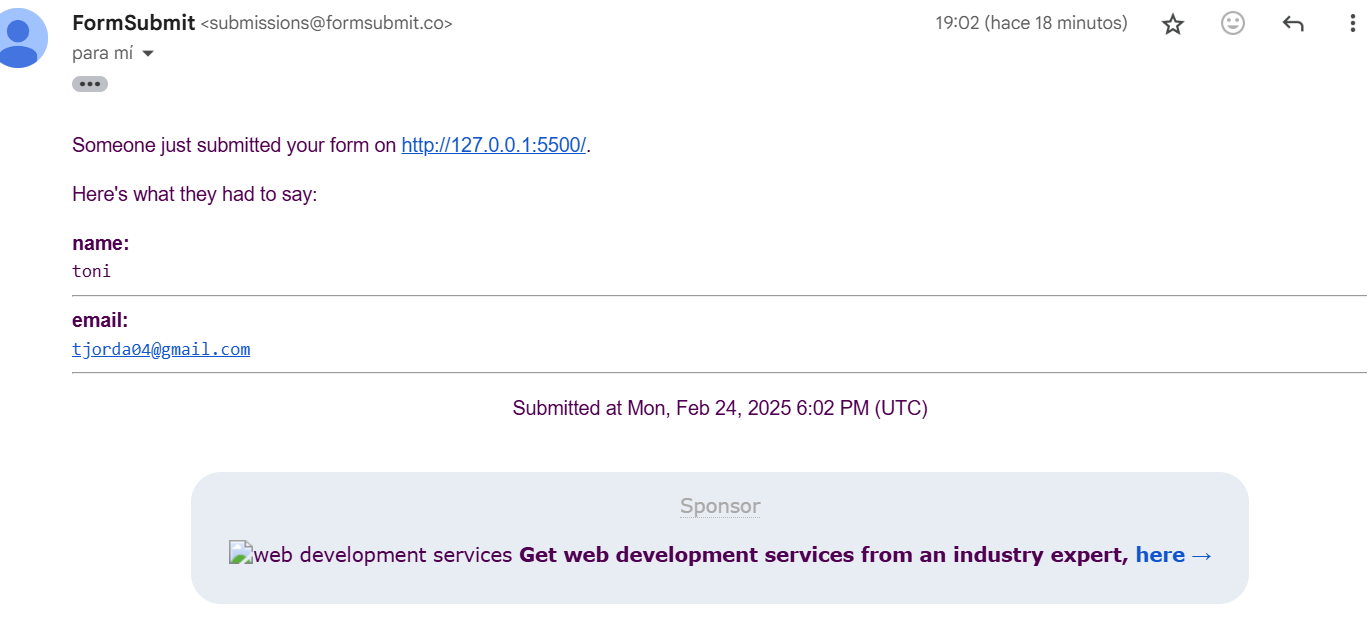 FormSubmit <submissions@formsubmit.co>
19:02 (hace 18 minutos)
para mí
Someone just submitted your form on http://127.0.0.1:5500/.
Here's what they had to say:
name:
toni
email:
tjorda04@gmail.com
Submitted at Mon, Feb 24, 2025 6:02 PM (UTC)
Sponsor
web development services Get web development services from an industry expert, here →